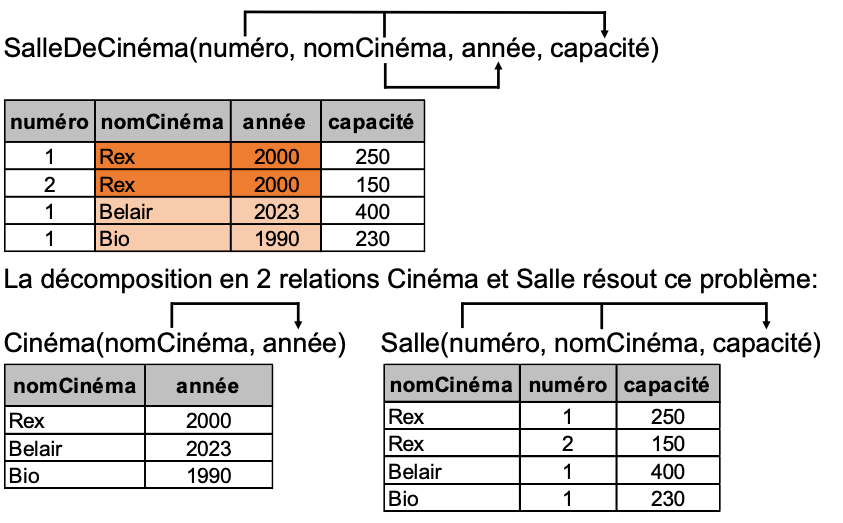 SalleDeCinéma(numéro, nomCinéma, année, capacité)
numéro nomCinéma année capacité
1 Rex 2000 250
2 Rex 2000 150
1 Belair 2023 400
1 Bio 1990 230
La décomposition en 2 relations Cinéma et Salle résout ce problème:
Cinéma(nomCinéma, année)
nomCinéma année
Rex 2000
Belair 2023
Bio 1990
Salle(numéro, nomCinéma, capacité)
nomCinéma numéro capacité
Rex 1 250
Rex 2 150
Belair 1 400
Bio 1 230